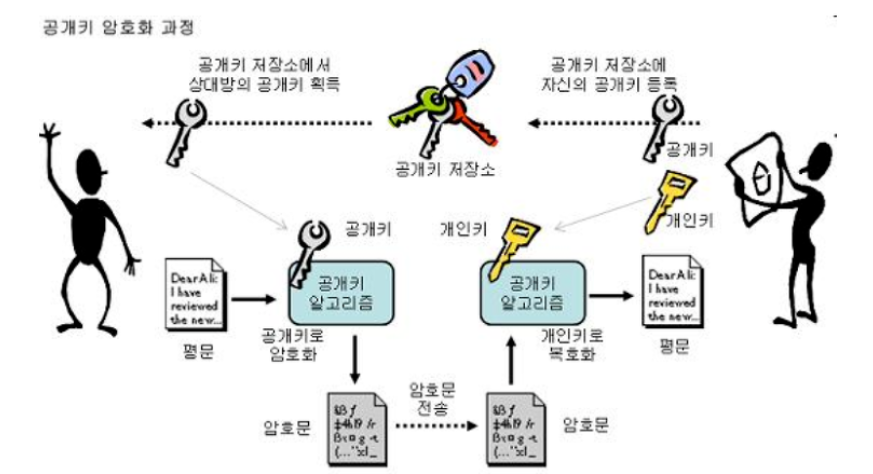 공개키 암호화 과정
공개키 저장소에서
상대방의 공개키 획득
공개키 저장소에
자신의 공개키 등록
공개키 저장소
공개키
개인키
공개키
개인키
Dear Ali:
I have
reviewed
the new...
평문
공개키
알고리즘
공개키로
암호화
공개키
알고리즘
개인키로
복호화
Dear Ali:
I have
reviewed
the new...
평문
암호문
암호문
전송
암호문